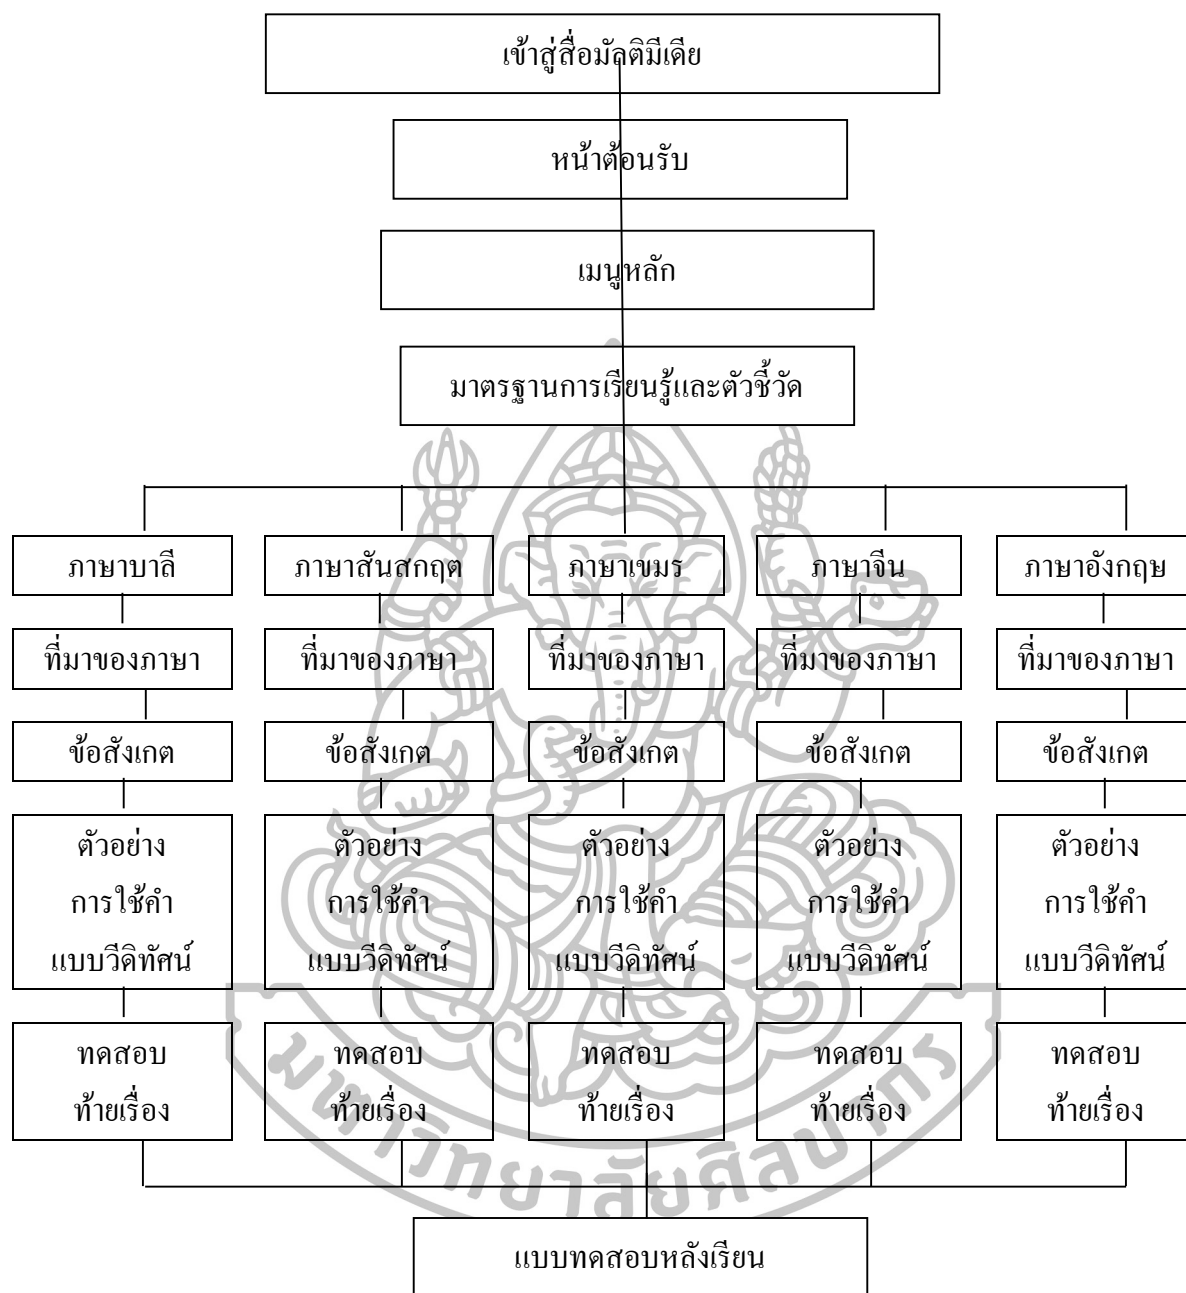 เข้าสู่สื่อมัลติมีเดีย
หน้าต้อนรับ
เมนูหลัก
มาตรฐานการเรียนรู้และตัวชี้วัด
ภาษาบาลี
ภาษาสันสกฤต
ภาษาเขมร
ภาษาจีน
ภาษาอังกฤษ
ที่มาของภาษา
ที่มาของภาษา
ที่มาของภาษา
ที่มาของภาษา
ที่มาของภาษา
ข้อสังเกต
ข้อสังเกต
ข้อสังเกต
ข้อสังเกต
ข้อสังเกต
ตัวอย่าง
การใช้คำ
แบบวีดิทัศน์
ตัวอย่าง
การใช้คำ
แบบวีดิทัศน์
ตัวอย่าง
การใช้คำ
แบบวีดิทัศน์
ตัวอย่าง
การใช้คำ
แบบวีดิทัศน์
ตัวอย่าง
การใช้คำ
แบบวีดิทัศน์
ทดสอบ
ท้ายเรื่อง
ทดสอบ
ท้ายเรื่อง
ทดสอบ
ท้ายเรื่อง
ทดสอบ
ท้ายเรื่อง
ทดสอบ
ท้ายเรื่อง
มหาวิทยาลัยศิลปากร
แบบทดสอบหลังเรียน